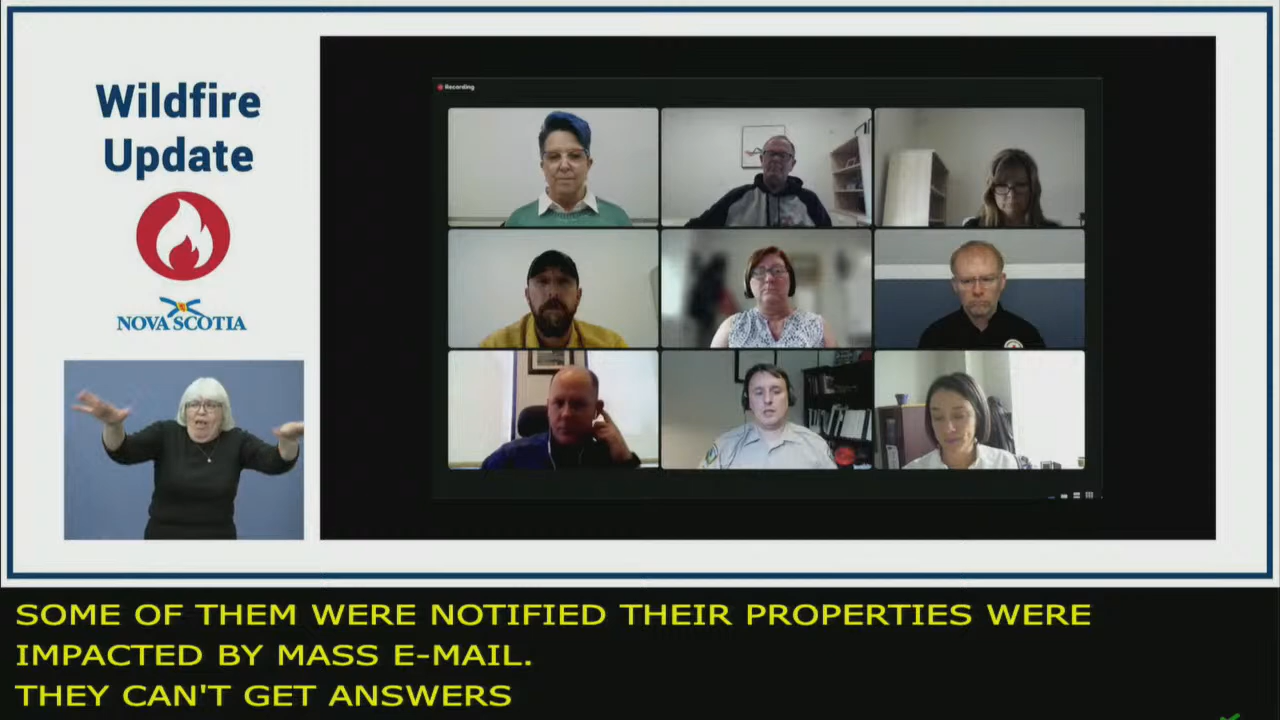 Wildfire
Update
NOVA SCOTIA
Recording
SOME OF THEM WERE NOTIFIED THEIR PROPERTIES WERE
IMPACTED BY MASS E-MAIL.
THEY CAN'T GET ANSWERS